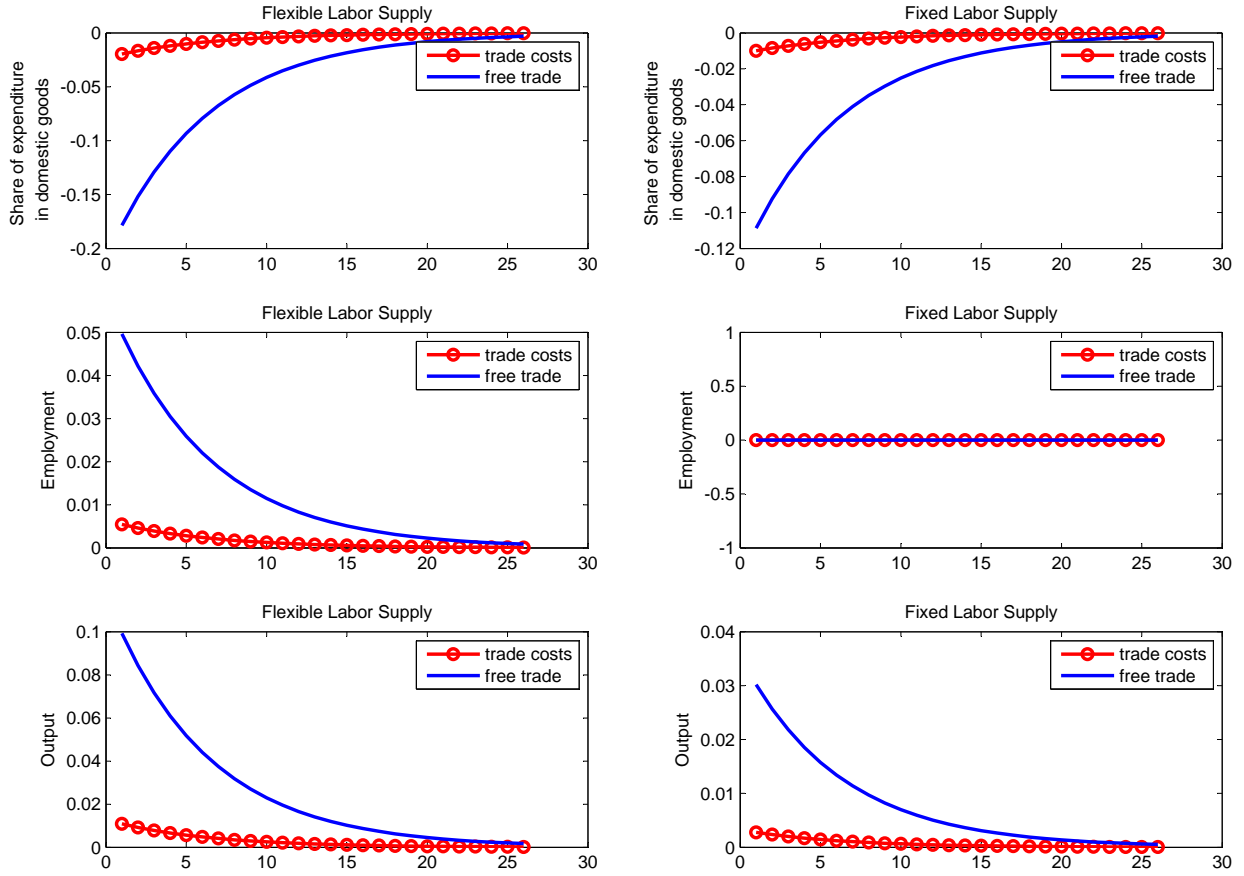 Flexible Labor Supply
0
-0.05
-0.1
-0.15
-0.2
Share of expenditure
in domestic goods
trade costs
free trade
0 5 10 15 20 25 30
Fixed Labor Supply
0
-0.02
-0.04
-0.06
-0.08
-0.1
-0.12
Share of expenditure
in domestic goods
trade costs
free trade
0 5 10 15 20 25 30
Flexible Labor Supply
0.05
0.04
0.03
0.02
0.01
0
Employment
trade costs
free trade
0 5 10 15 20 25 30
Fixed Labor Supply
1
0.5
0
-0.5
-1
Employment
trade costs
free trade
0 5 10 15 20 25 30
Flexible Labor Supply
0.1
0.08
0.06
0.04
0.02
0
Output
trade costs
free trade
0 5 10 15 20 25 30
Fixed Labor Supply
0.04
0.03
0.02
0.01
0
Output
trade costs
free trade
0 5 10 15 20 25 30